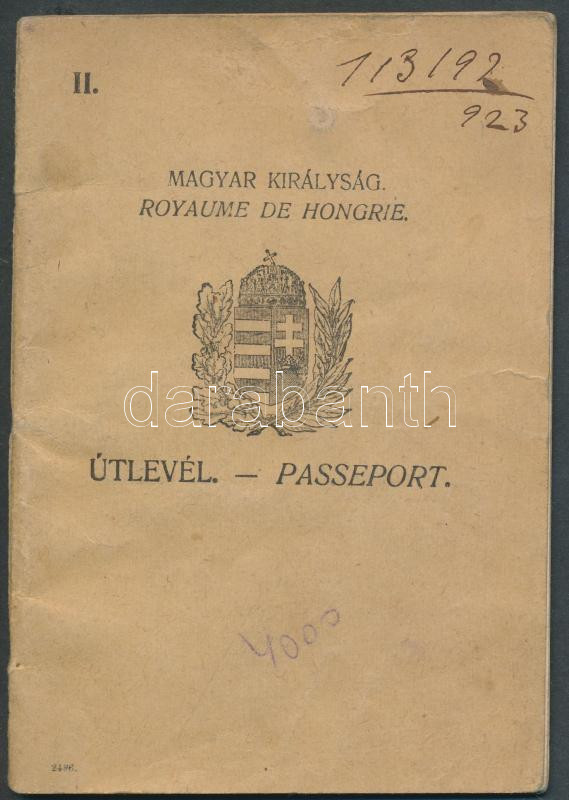 II.
113192
923
MAGYAR KIRÁLYSÁG.
ROYAUME DE HONGRIE.
darabanth
ÚTLEVÉL. — PASSEPORT.
4000